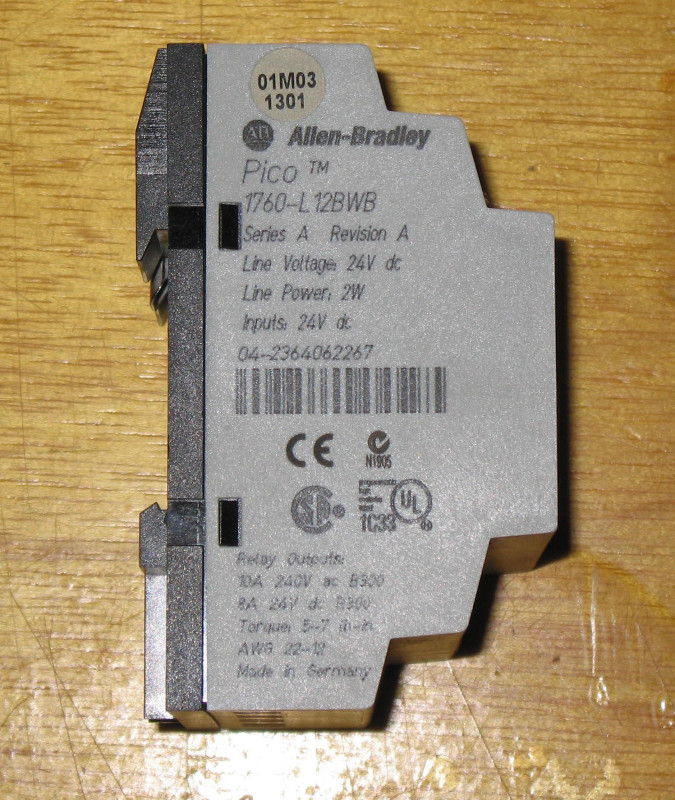 01M03
1301
AB Allen-Bradley
Pico ™
1760-L12BWB
Series A Revision A
Line Voltage: 24V dc
Line Power: 2W
Inputs: 24V dc
04-2364062267
CE
N1905
programmable
1C33
UL
Relay Outputs:
10A 240V ac B300
8A 24V dc R300
Torque: 5-7 lb-in
AWG 22-12
Made in Germany